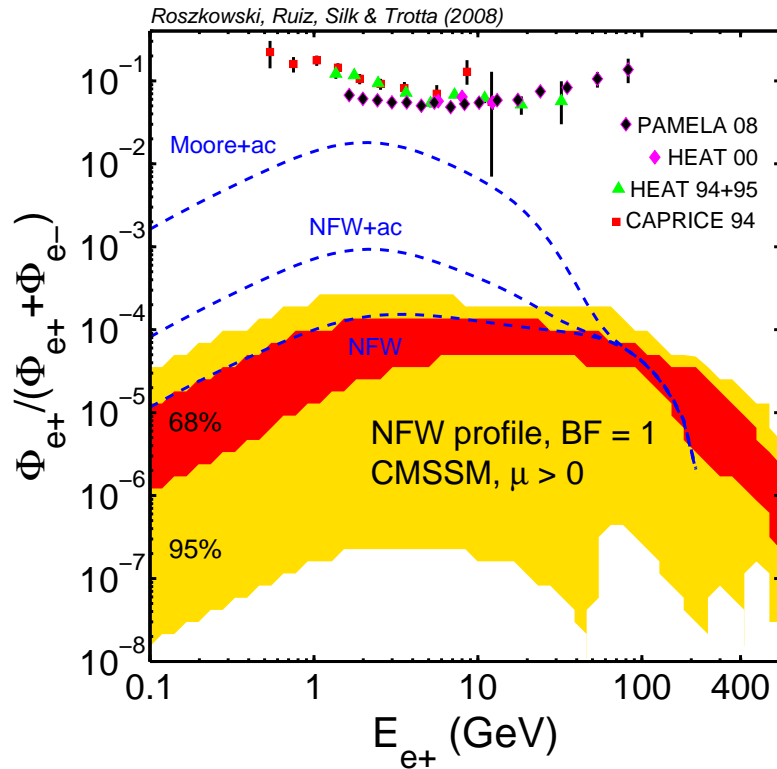 Roszkowski, Ruiz, Silk & Trotta (2008)
Φe+/(Φe+ +Φe−)
10−1
10−2
10−3
10−4
10−5
10−6
10−7
10−8
PAMELA 08
HEAT 00
HEAT 94+95
CAPRICE 94
Moore+ac
NFW+ac
NFW
68%
NFW profile, BF = 1
CMSSM, μ > 0
95%
0.1 1 10 100 400
Ee+ (GeV)